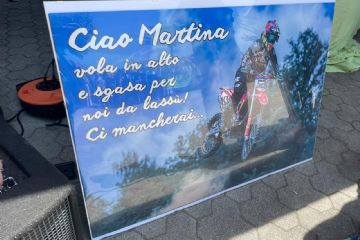 Ciao Martina
vola in alto
e sgasa per
noi da lassù!
Ci mancherai...